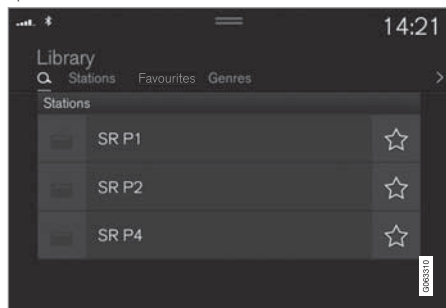 14:21
Library
Stations Favourites Genres
Stations
SR P1
SR P2
SR P4
G063310